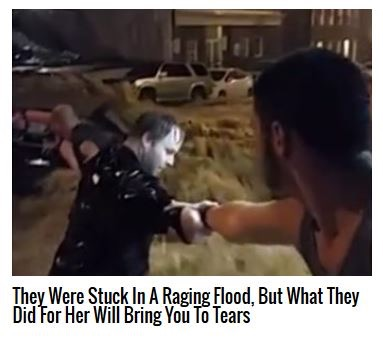 They Were Stuck In A Raging Flood, But What They
Did For Her Will Bring You To Tears